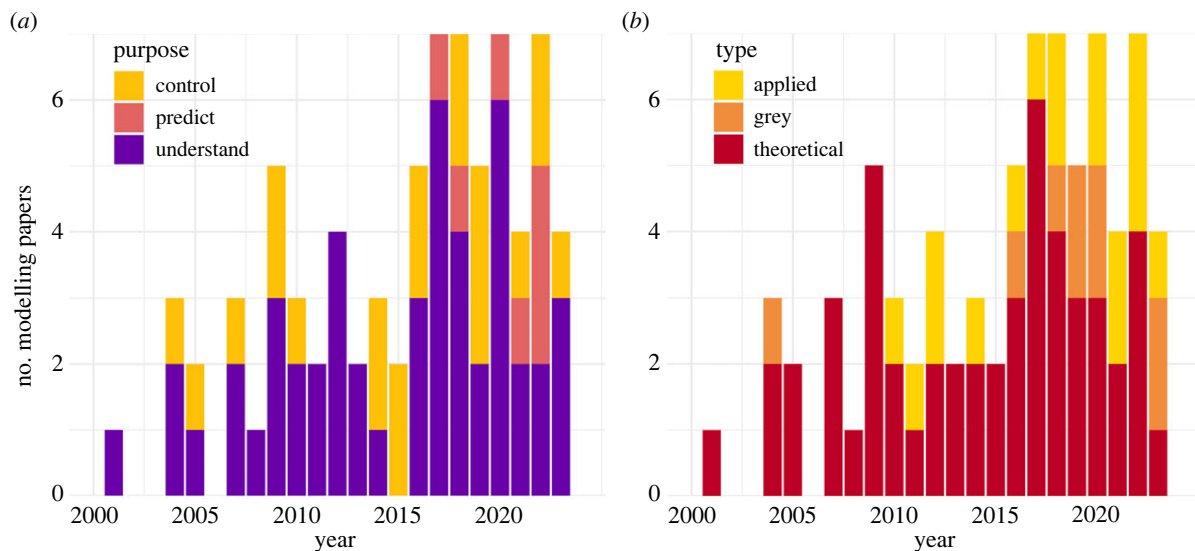 (a)
purpose
control
predict
understand
no. modelling papers
6
4
2
0
2000 2005 2010 2015 2020
year
(b)
type
applied
grey
theoretical
6
4
2
0
2000 2005 2010 2015 2020
year